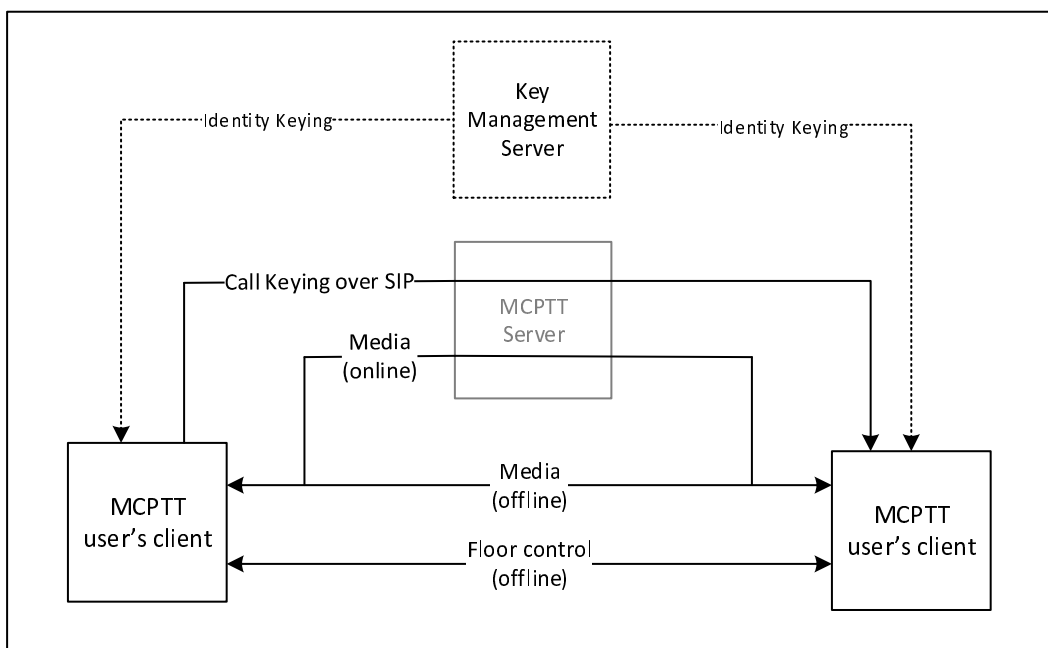 Key
Management
Server
Identity Keying
Identity Keying
Call Keying over SIP
MCPTT
Server
Media
(online)
MCPTT
user's client
Media
(offline)
MCPTT
user's client
Floor control
(offline)